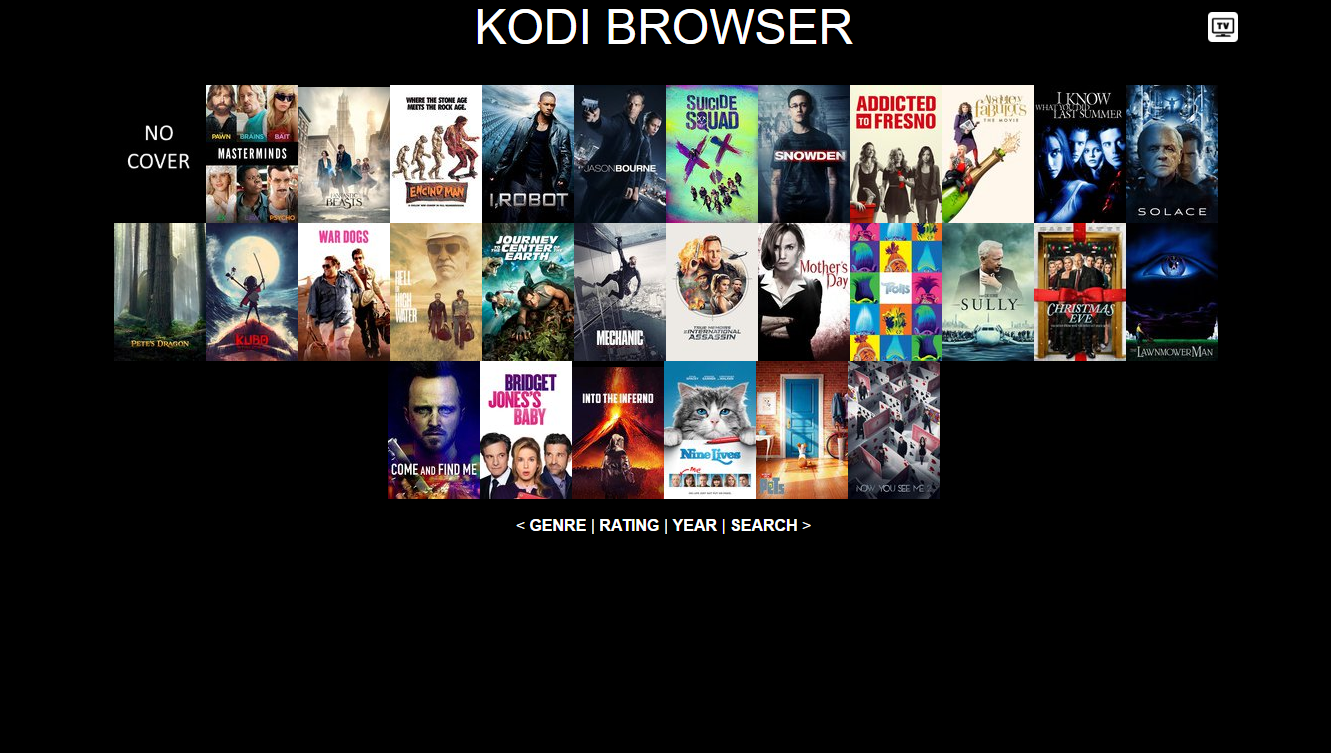 KODI BROWSER
TV
NO
COVER
PAWN BRAINS BAIT
MASTERMINDS
PSYCHO
FANTASTIC
BEASTS
WHERE THE STONE AGE
MEETS THE ROCK AGE.
ENCINO MAN
I,ROBOT
JASON BOURNE
SUICIDE
SQUAD
SNOWDEN
ADDICTED
TO FRESNO
Absolutely
fabulous
THE MOVIE
I KNOW
WHAT YOU DID
LAST SUMMER
SOLACE
PETE'S DRAGON
KUBO
WAR DOGS
HELL
OR
HIGH
WATER
JOURNEY
TO THE CENTER OF THE
EARTH
MECHANIC
TRUE MEMOIRS
OF AN INTERNATIONAL
ASSASSIN
Mother's
Day
Trolls
SULLY
CHRISTMAS
EVE
THE LAWNMOWER MAN
COME AND FIND ME
BRIDGET
JONES'S
BABY
INTO THE INFERNO
Nine Lives
PETS
NOW YOU SEE ME 2
< GENRE | RATING | YEAR | SEARCH >